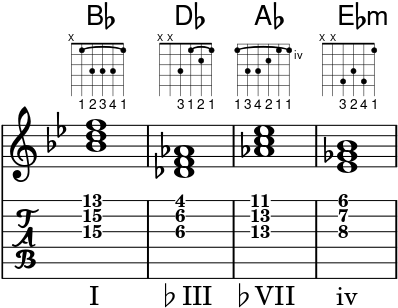 B♭ D♭ A♭ E♭m
x x x x x
iv
1 2 3 4 1 3 1 2 1 1 3 4 2 1 1 3 2 4 1
13 4 11 6
15 6 13 7
15 6 13 8
T
A
B
I ♭III ♭VII iv